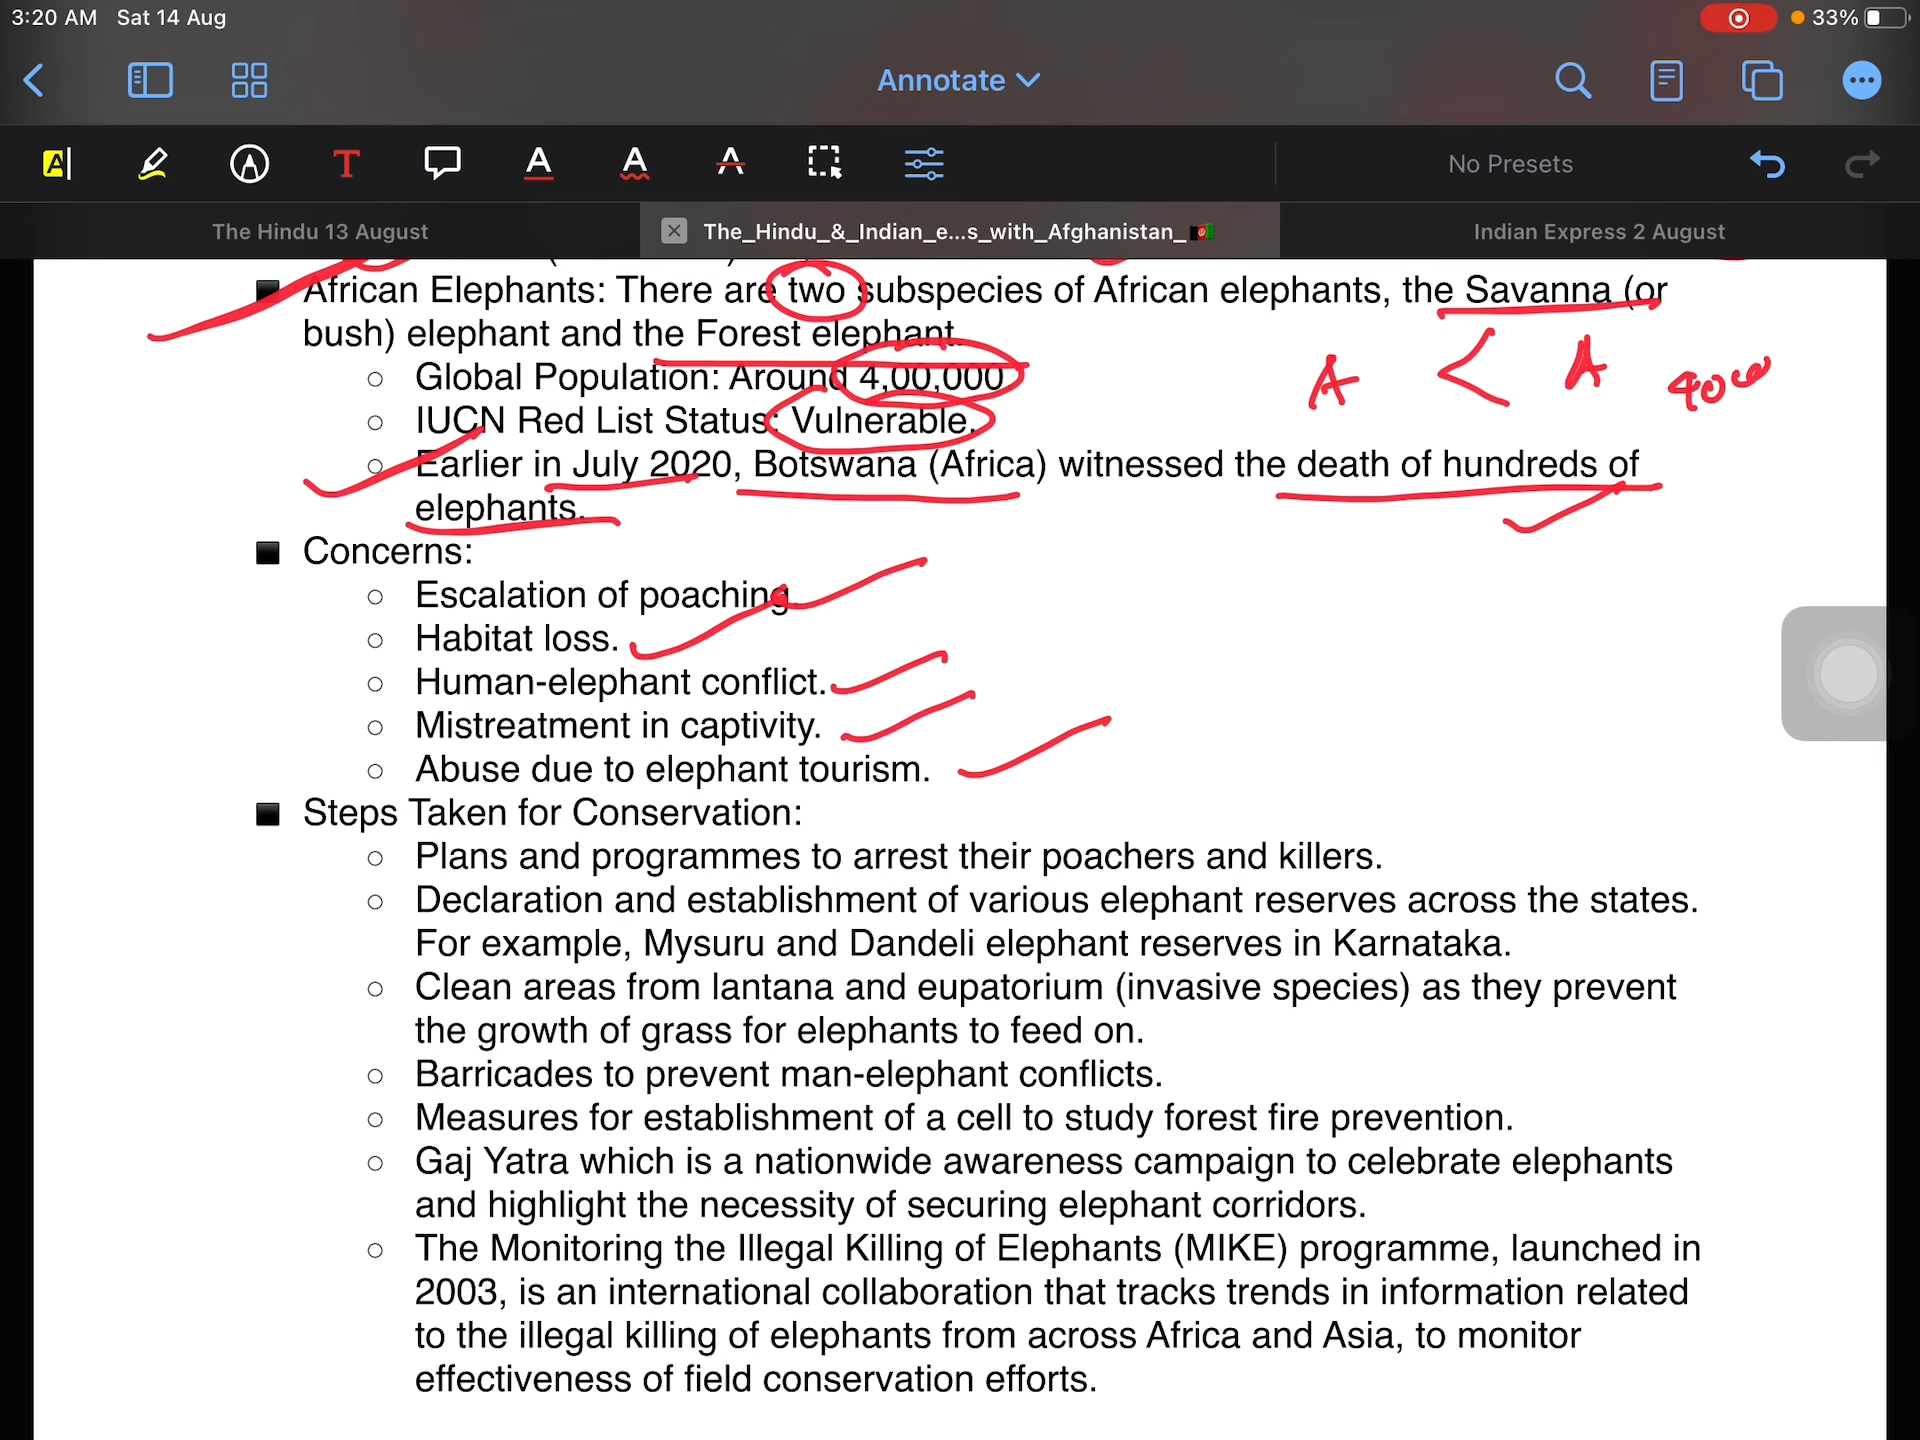 3:20 AM Sat 14 Aug
33%
Annotate
No Presets
The Hindu 13 August
The_Hindu_&_Indian_e...s_with_Afghanistan_
Indian Express 2 August
African Elephants: There are two subspecies of African elephants, the Savanna (or
bush) elephant and the Forest elephant.
Global Population: Around 4,00,000
A < A
IUCN Red List Status: Vulnerable.
Earlier in July 2020, Botswana (Africa) witnessed the death of hundreds of
elephants.
Concerns:
Escalation of poaching.
Habitat loss.
Human-elephant conflict.
Mistreatment in captivity.
Abuse due to elephant tourism.
Steps Taken for Conservation:
Plans and programmes to arrest their poachers and killers.
Declaration and establishment of various elephant reserves across the states.
For example, Mysuru and Dandeli elephant reserves in Karnataka.
Clean areas from lantana and eupatorium (invasive species) as they prevent
the growth of grass for elephants to feed on.
Barricades to prevent man-elephant conflicts.
Measures for establishment of a cell to study forest fire prevention.
Gaj Yatra which is a nationwide awareness campaign to celebrate elephants
and highlight the necessity of securing elephant corridors.
The Monitoring the Illegal Killing of Elephants (MIKE) programme, launched in
2003, is an international collaboration that tracks trends in information related
to the illegal killing of elephants from across Africa and Asia, to monitor
effectiveness of field conservation efforts.